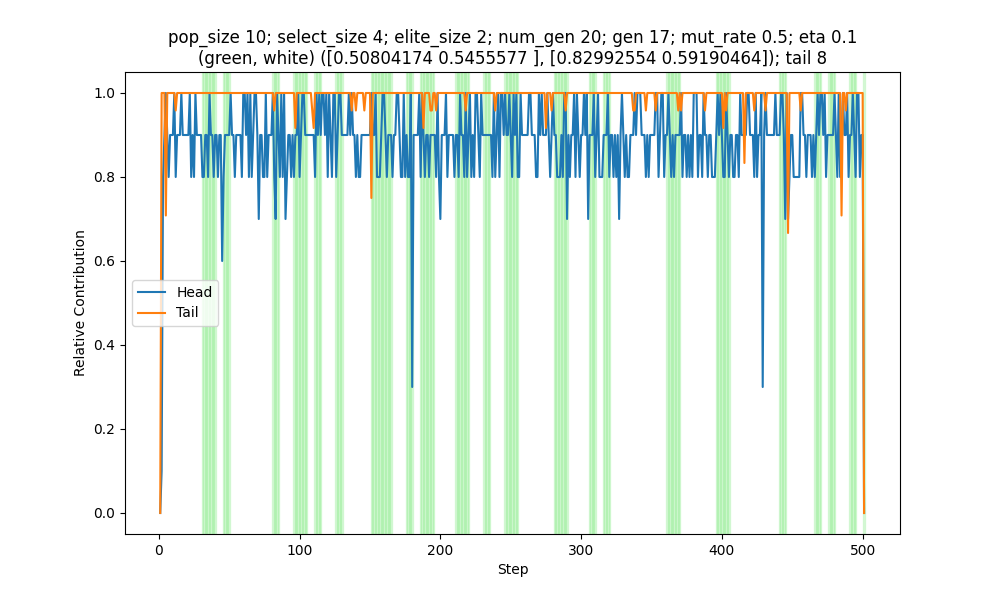 pop_size 10; select_size 4; elite_size 2; num_gen 20; gen 17; mut_rate 0.5; eta 0.1
(green, white) ([0.50804174 0.5455577 ], [0.82992554 0.59190464]); tail 8
1.0
0.8
0.6
0.4
0.2
0.0
Relative Contribution
Head
Tail
0
100
200
300
400
500
Step